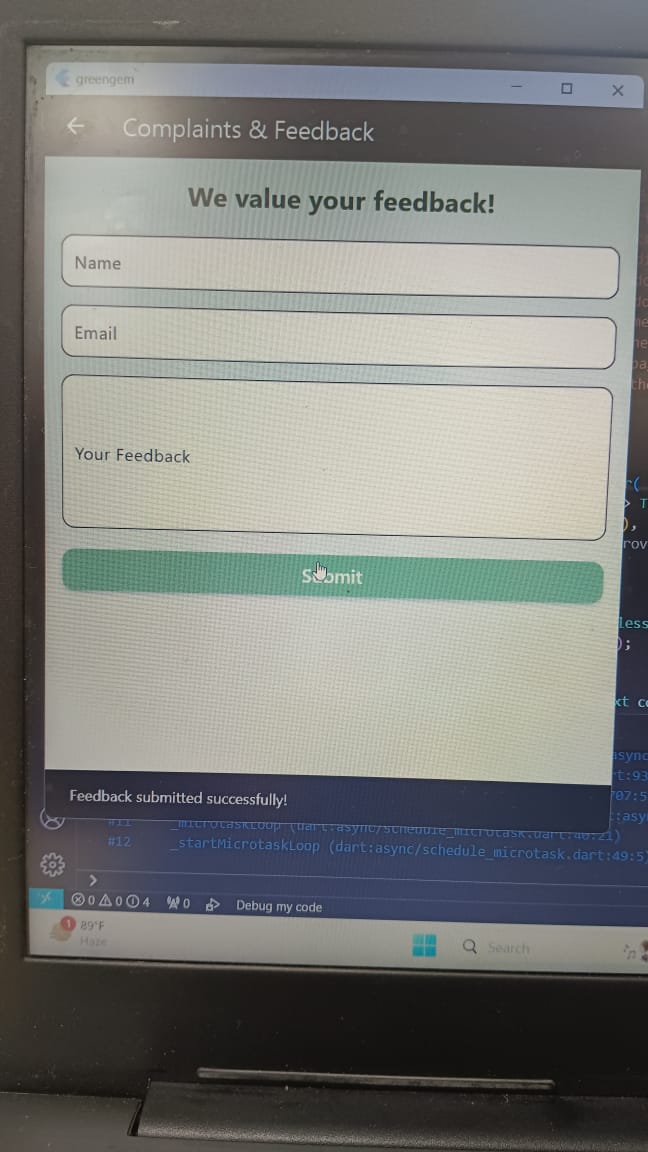 greengem
Complaints & Feedback
We value your feedback!
Name
Email
Your Feedback
Submit
Feedback submitted successfully!
#11 _microtaskLoop (dart:async/schedule_microtask.dart:40:21)
#12 _startMicrotaskLoop (dart:async/schedule_microtask.dart:49:5)
0 0 4 0 Debug my code
1
89°F
Haze
Search